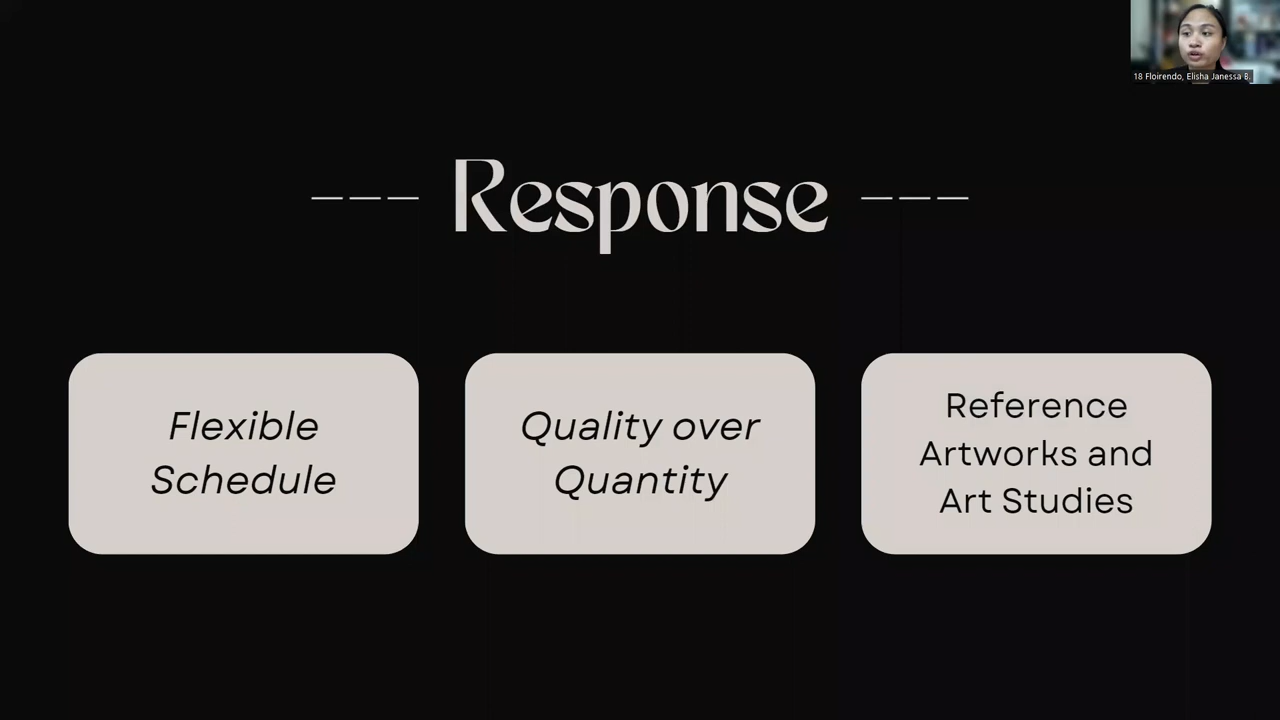 18 Floirendo, Elisha Janessa B.
Response
Flexible
Schedule
Quality over
Quantity
Reference
Artworks and
Art Studies